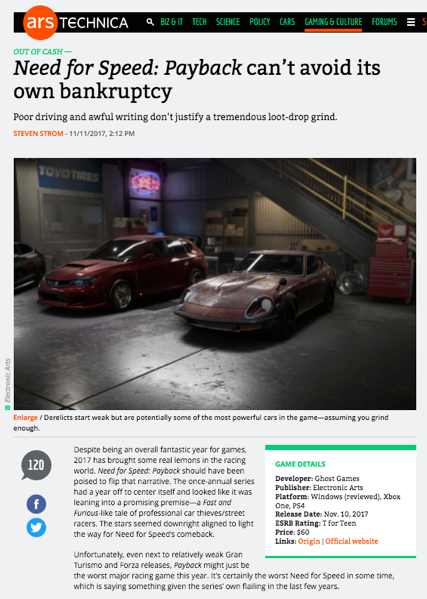 ars TECHNICA
BIZ & IT TECH SCIENCE POLICY CARS GAMING & CULTURE FORUMS S
OUT OF CASH —
Need for Speed: Payback can’t avoid its
own bankruptcy
Poor driving and awful writing don’t justify a tremendous loot-drop grind.
STEVEN STROM - 11/11/2017, 2:12 PM
TOYO TIRES
Electronic Arts
Enlarge / Derelicts start weak but are potentially some of the most powerful cars in the game—assuming you grind
enough.
120
Despite being an overall fantastic year for games,
2017 has brought some real lemons in the racing
world. Need for Speed: Payback should have been
poised to flip that narrative. The once-annual series
had a year off to center itself and looked like it was
leaning into a promising premise—a Fast and
Furious-like tale of professional car thieves/street
racers. The stars seemed downright aligned to light
the way for Need for Speed’s comeback.
Unfortunately, even next to relatively weak Gran
Turismo and Forza releases, Payback might just be
the worst major racing game this year. It’s certainly the worst Need for Speed in some time,
which is saying something given the series’ own flailing in the last few years.
GAME DETAILS
Developer: Ghost Games
Publisher: Electronic Arts
Platform: Windows (reviewed), Xbox
One, PS4
Release Date: Nov. 10, 2017
ESRB Rating: T for Teen
Price: $60
Links: Origin | Official website